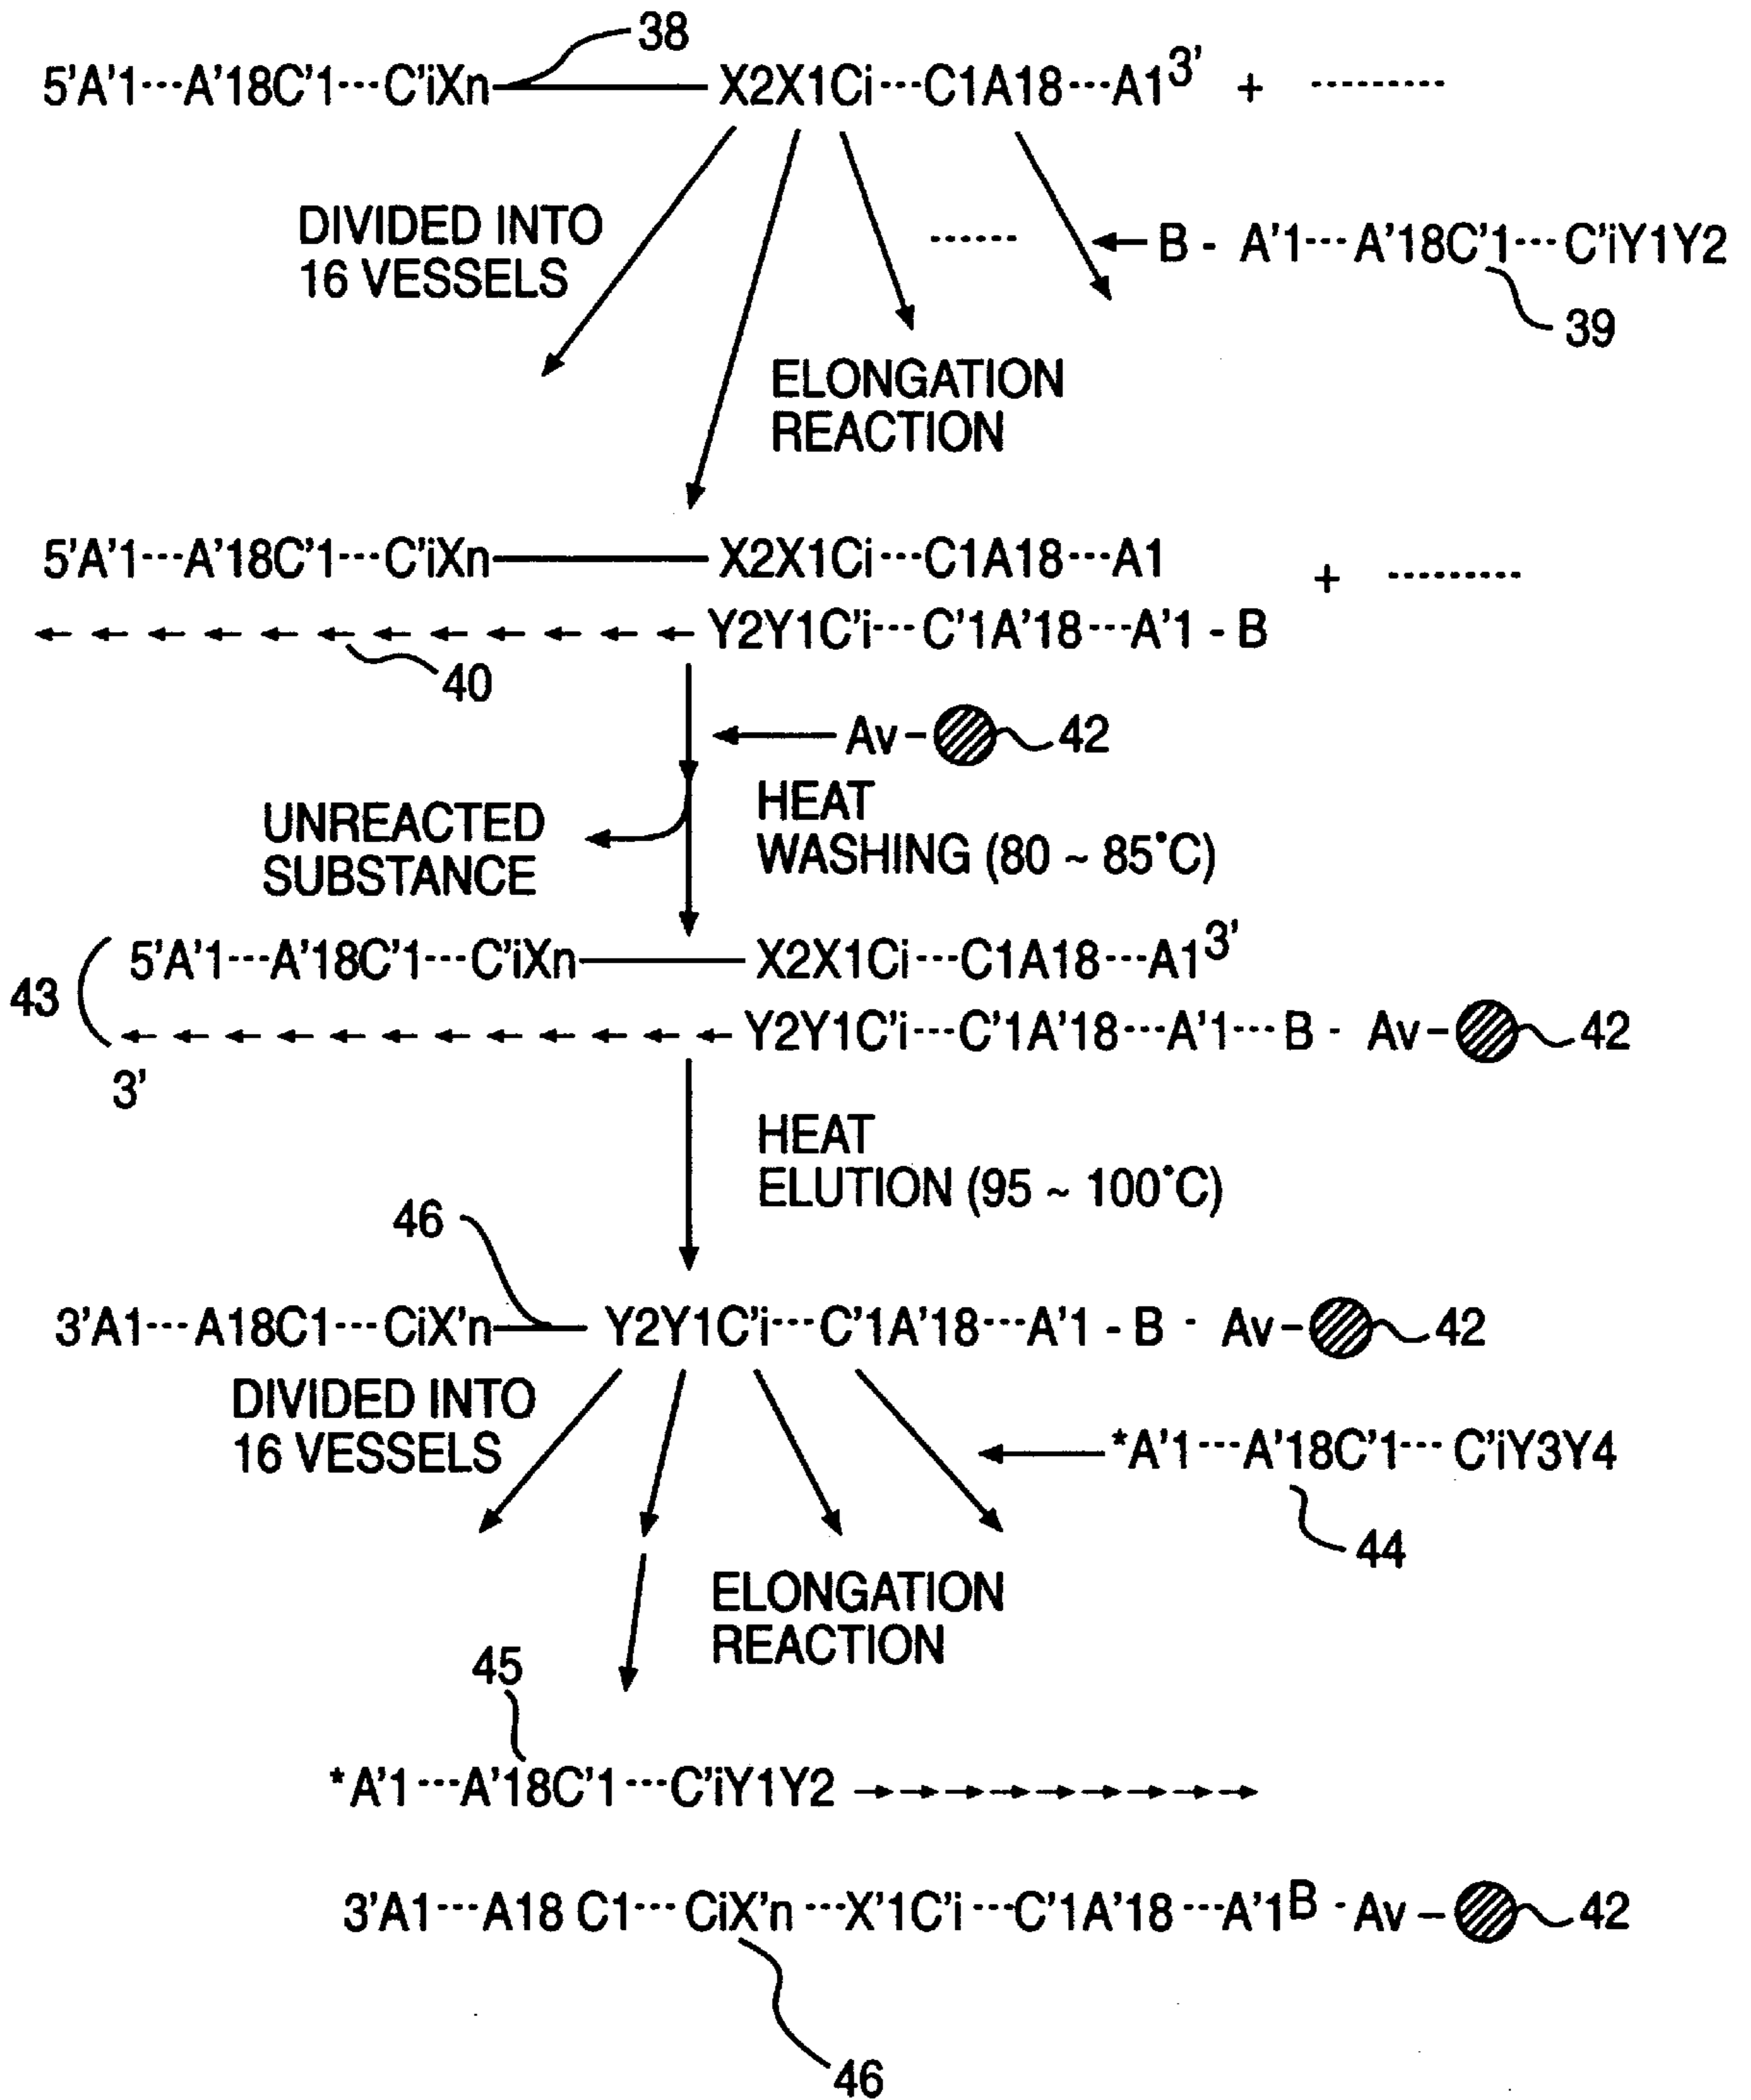 38
5'A'1---A'18C'1---C'iXn X2X1Ci---C1A18---A13' + ---------
DIVIDED INTO
16 VESSELS
------ B - A'1---A'18C'1---C'iY1Y2
39
ELONGATION
REACTION
5'A'1---A'18C'1---C'iXn X2X1Ci---C1A18---A1
+ ---------
Y2Y1C'i---C'1A'18---A'1 - B
40
Av- 42
HEAT
WASHING (80 ~ 85°C)
UNREACTED
SUBSTANCE
5'A'1---A'18C'1---C'iXn X2X1Ci---C1A18---A13'
43
Y2Y1C'i---C'1A'18---A'1---B - Av- 42
3'
HEAT
ELUTION (95 ~ 100°C)
46
3'A1---A18C1---CiX'n Y2Y1C'i---C'1A'18---A'1 - B - Av- 42
DIVIDED INTO
16 VESSELS
*A'1---A'18C'1---C'iY3Y4
44
ELONGATION
REACTION
45
*A'1---A'18C'1---C'iY1Y2
3'A1---A18 C1---CiX'n---X'1C'i---C'1A'18---A'1B - Av- 42
46